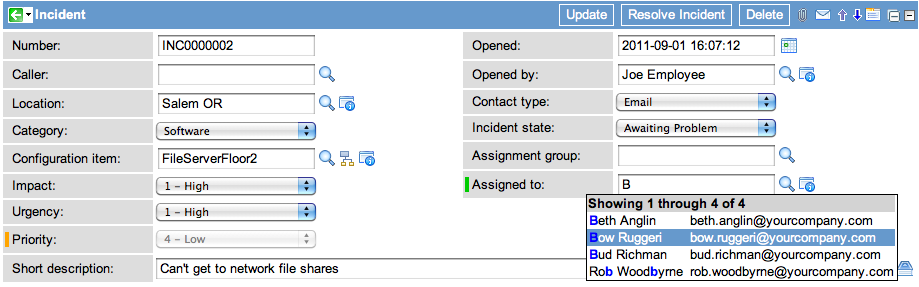 Incident Update Resolve Incident Delete
Number: INC0000002 Opened: 2011-09-01 16:07:12
Caller: Opened by: Joe Employee
Location: Salem OR Contact type: Email
Category: Software Incident state: Awaiting Problem
Configuration item: FileServerFloor2 Assignment group:
Impact: 1 – High Assigned to: B
Urgency: 1 – High
Priority: 4 – Low
Short description: Can't get to network file shares
Showing 1 through 4 of 4
Beth Anglin beth.anglin@yourcompany.com
Bow Ruggeri bow.ruggeri@yourcompany.com
Bud Richman bud.richman@yourcompany.com
Rob Woodbyrne rob.woodbyrne@yourcompany.com